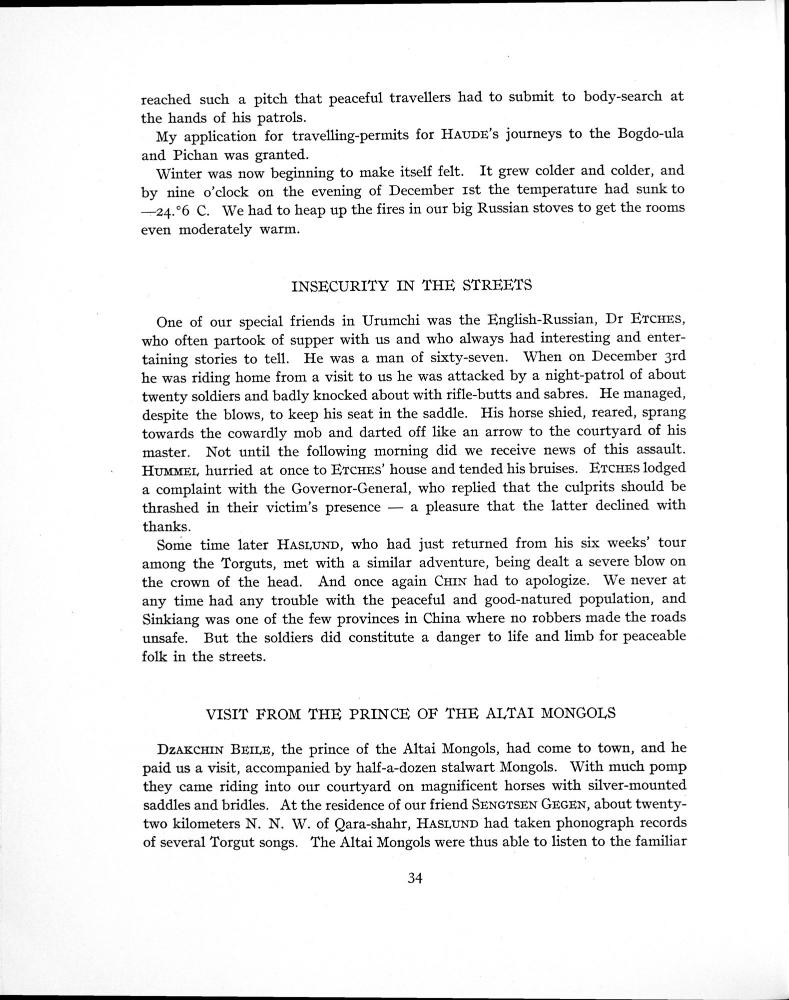 reached such a pitch that peaceful travellers had to submit to body-search at
the hands of his patrols.
My application for travelling-permits for HAUDE's journeys to the Bogdo-ula
and Pichan was granted.
Winter was now beginning to make itself felt. It grew colder and colder, and
by nine o'clock on the evening of December 1st the temperature had sunk to
—24.°6 C. We had to heap up the fires in our big Russian stoves to get the rooms
even moderately warm.
INSECURITY IN THE STREETS
One of our special friends in Urumchi was the English-Russian, Dr ETCHES,
who often partook of supper with us and who always had interesting and enter-
taining stories to tell. He was a man of sixty-seven. When on December 3rd
he was riding home from a visit to us he was attacked by a night-patrol of about
twenty soldiers and badly knocked about with rifle-butts and sabres. He managed,
despite the blows, to keep his seat in the saddle. His horse shied, reared, sprang
towards the cowardly mob and darted off like an arrow to the courtyard of his
master. Not until the following morning did we receive news of this assault.
HUMMEL hurried at once to ETCHES' house and tended his bruises. ETCHES lodged
a complaint with the Governor-General, who replied that the culprits should be
thrashed in their victim's presence — a pleasure that the latter declined with
thanks.
Some time later HASLUND, who had just returned from his six weeks' tour
among the Torguts, met with a similar adventure, being dealt a severe blow on
the crown of the head. And once again CHIN had to apologize. We never at
any time had any trouble with the peaceful and good-natured population, and
Sinkiang was one of the few provinces in China where no robbers made the roads
unsafe. But the soldiers did constitute a danger to life and limb for peaceable
folk in the streets.
VISIT FROM THE PRINCE OF THE ALTAI MONGOLS
DZAKCHIN BEILE, the prince of the Altai Mongols, had come to town, and he
paid us a visit, accompanied by half-a-dozen stalwart Mongols. With much pomp
they came riding into our courtyard on magnificent horses with silver-mounted
saddles and bridles. At the residence of our friend SENGTSEN GEGEN, about twenty-
two kilometers N. N. W. of Qara-shahr, HASLUND had taken phonograph records
of several Torgut songs. The Altai Mongols were thus able to listen to the familiar
34